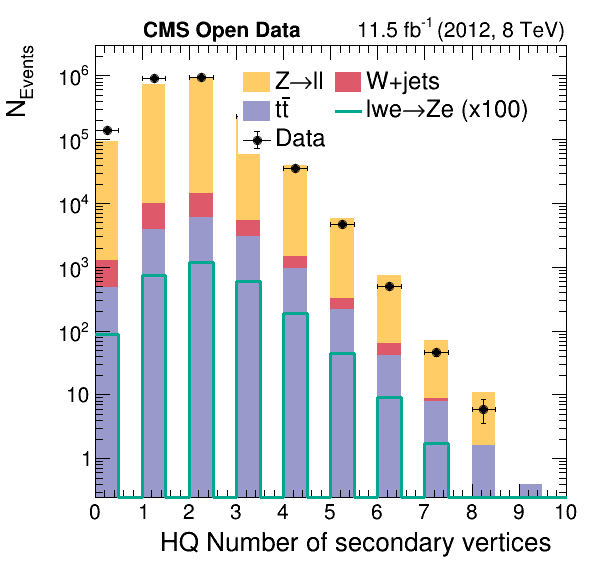 CMS Open Data 11.5 fb⁻¹ (2012, 8 TeV)
N_Events
Z→ll W+jets
tt̄ lwe→Ze (x100)
Data
10⁶
10⁵
10⁴
10³
10²
10
1
0 1 2 3 4 5 6 7 8 9 10
HQ Number of secondary vertices